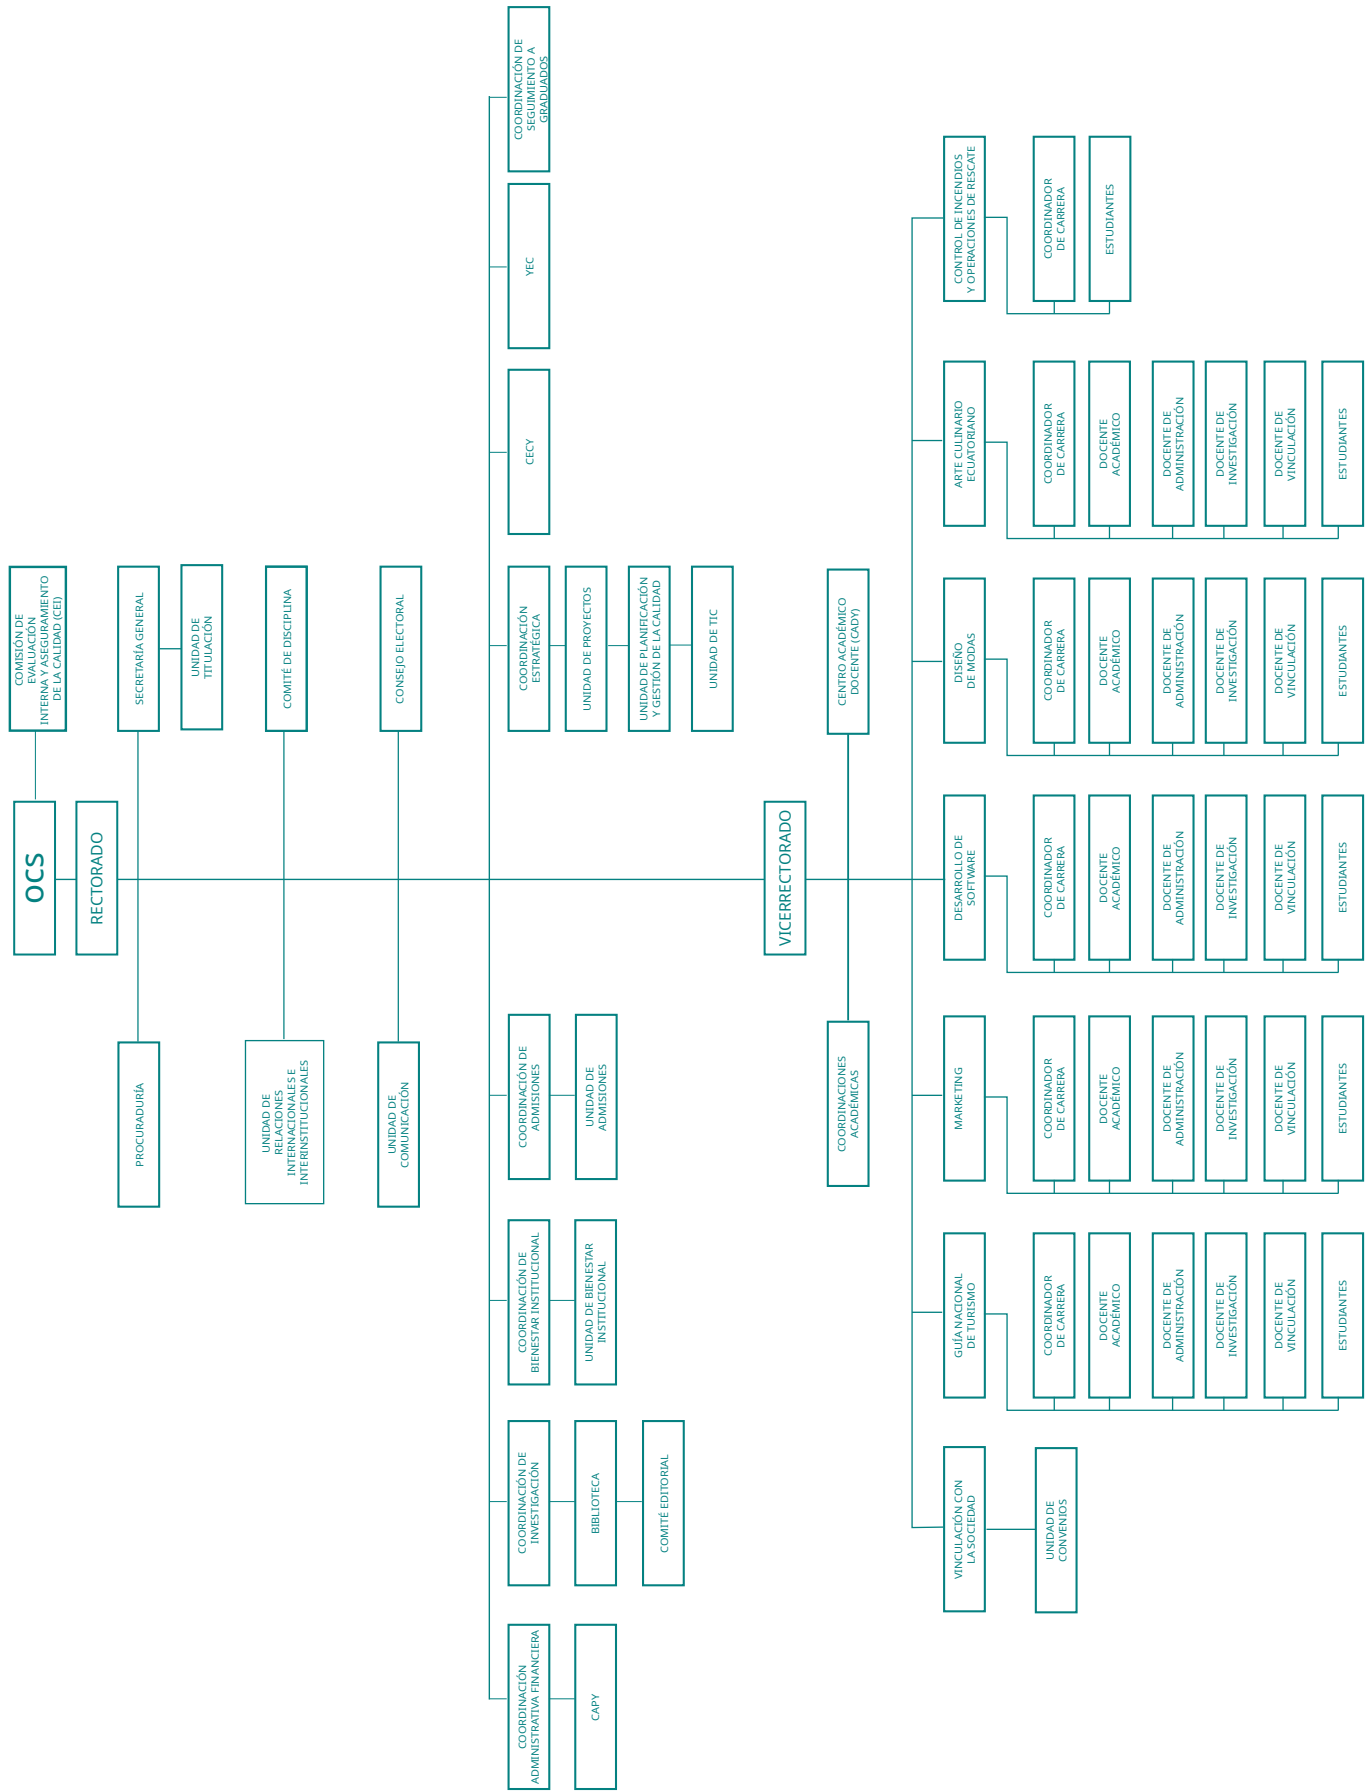 OCS
COMISIÓN DE
EVALUACIÓN
INTERNA Y ASEGURAMIENTO
DE LA CALIDAD (CEI)
RECTORADO
PROCURADURÍA
SECRETARÍA GENERAL
UNIDAD DE
TITULACIÓN
UNIDAD DE
RELACIONES
INTERNACIONALES E
INTERINSTITUCIONALES
COMITÉ DE DISCIPLINA
UNIDAD DE
COMUNICACIÓN
CONSEJO ELECTORAL
COORDINACIÓN
ADMINISTRATIVA FINANCIERA
CAPY
COORDINACIÓN DE
INVESTIGACIÓN
BIBLIOTECA
COMITÉ EDITORIAL
COORDINACIÓN DE
BIENESTAR INSTITUCIONAL
UNIDAD DE BIENESTAR
INSTITUCIONAL
COORDINACIÓN DE
ADMISIONES
UNIDAD DE
ADMISIONES
COORDINACIÓN
ESTRATÉGICA
UNIDAD DE PROYECTOS
UNIDAD DE PLANIFICACIÓN
Y GESTIÓN DE LA CALIDAD
UNIDAD DE TIC
CECY
YEC
COORDINACIÓN DE
SEGUIMIENTO A
GRADUADOS
VICERRECTORADO
COORDINACIONES
ACADÉMICAS
CENTRO ACADÉMICO
DOCENTE (CADY)
VINCULACIÓN CON
LA SOCIEDAD
UNIDAD DE
CONVENIOS
GUÍA NACIONAL
DE TURISMO
COORDINADOR
DE CARRERA
DOCENTE
ACADÉMICO
DOCENTE DE
ADMINISTRACIÓN
DOCENTE DE
INVESTIGACIÓN
DOCENTE DE
VINCULACIÓN
ESTUDIANTES
MARKETING
COORDINADOR
DE CARRERA
DOCENTE
ACADÉMICO
DOCENTE DE
ADMINISTRACIÓN
DOCENTE DE
INVESTIGACIÓN
DOCENTE DE
VINCULACIÓN
ESTUDIANTES
DESARROLLO DE
SOFTWARE
COORDINADOR
DE CARRERA
DOCENTE
ACADÉMICO
DOCENTE DE
ADMINISTRACIÓN
DOCENTE DE
INVESTIGACIÓN
DOCENTE DE
VINCULACIÓN
ESTUDIANTES
DISEÑO
DE MODAS
COORDINADOR
DE CARRERA
DOCENTE
ACADÉMICO
DOCENTE DE
ADMINISTRACIÓN
DOCENTE DE
INVESTIGACIÓN
DOCENTE DE
VINCULACIÓN
ESTUDIANTES
ARTE CULINARIO
ECUATORIANO
COORDINADOR
DE CARRERA
DOCENTE
ACADÉMICO
DOCENTE DE
ADMINISTRACIÓN
DOCENTE DE
INVESTIGACIÓN
DOCENTE DE
VINCULACIÓN
ESTUDIANTES
CONTROL DE INCENDIOS
Y OPERACIONES DE RESCATE
COORDINADOR
DE CARRERA
ESTUDIANTES